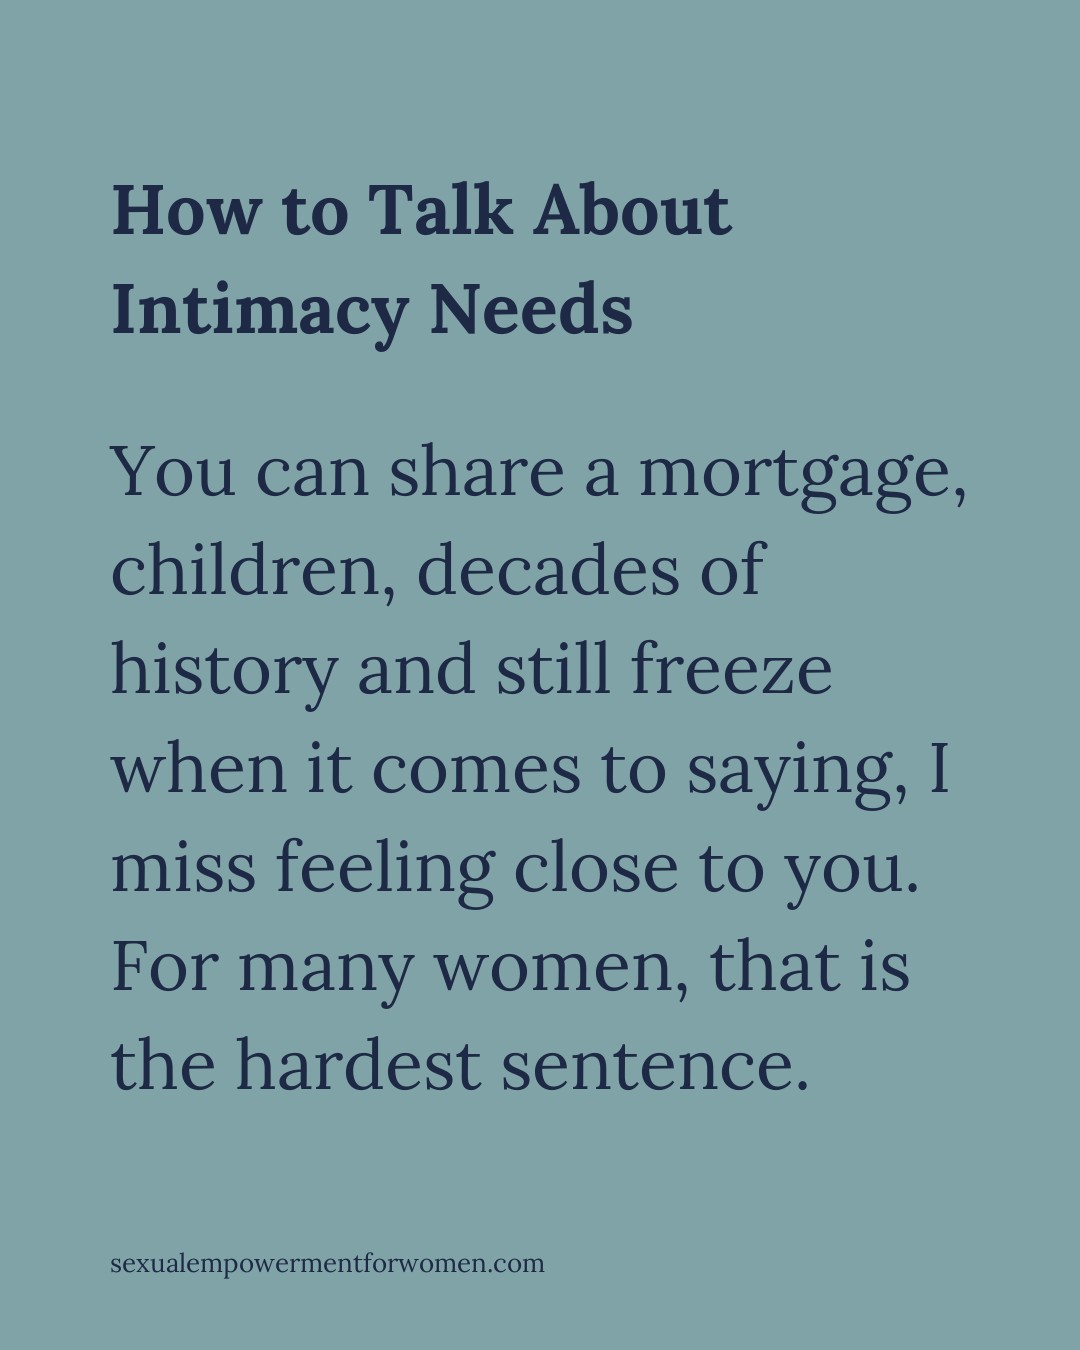 How to Talk About
Intimacy Needs
You can share a mortgage,
children, decades of
history and still freeze
when it comes to saying, I
miss feeling close to you.
For many women, that is
the hardest sentence.
sexualempowermentforwomen.com